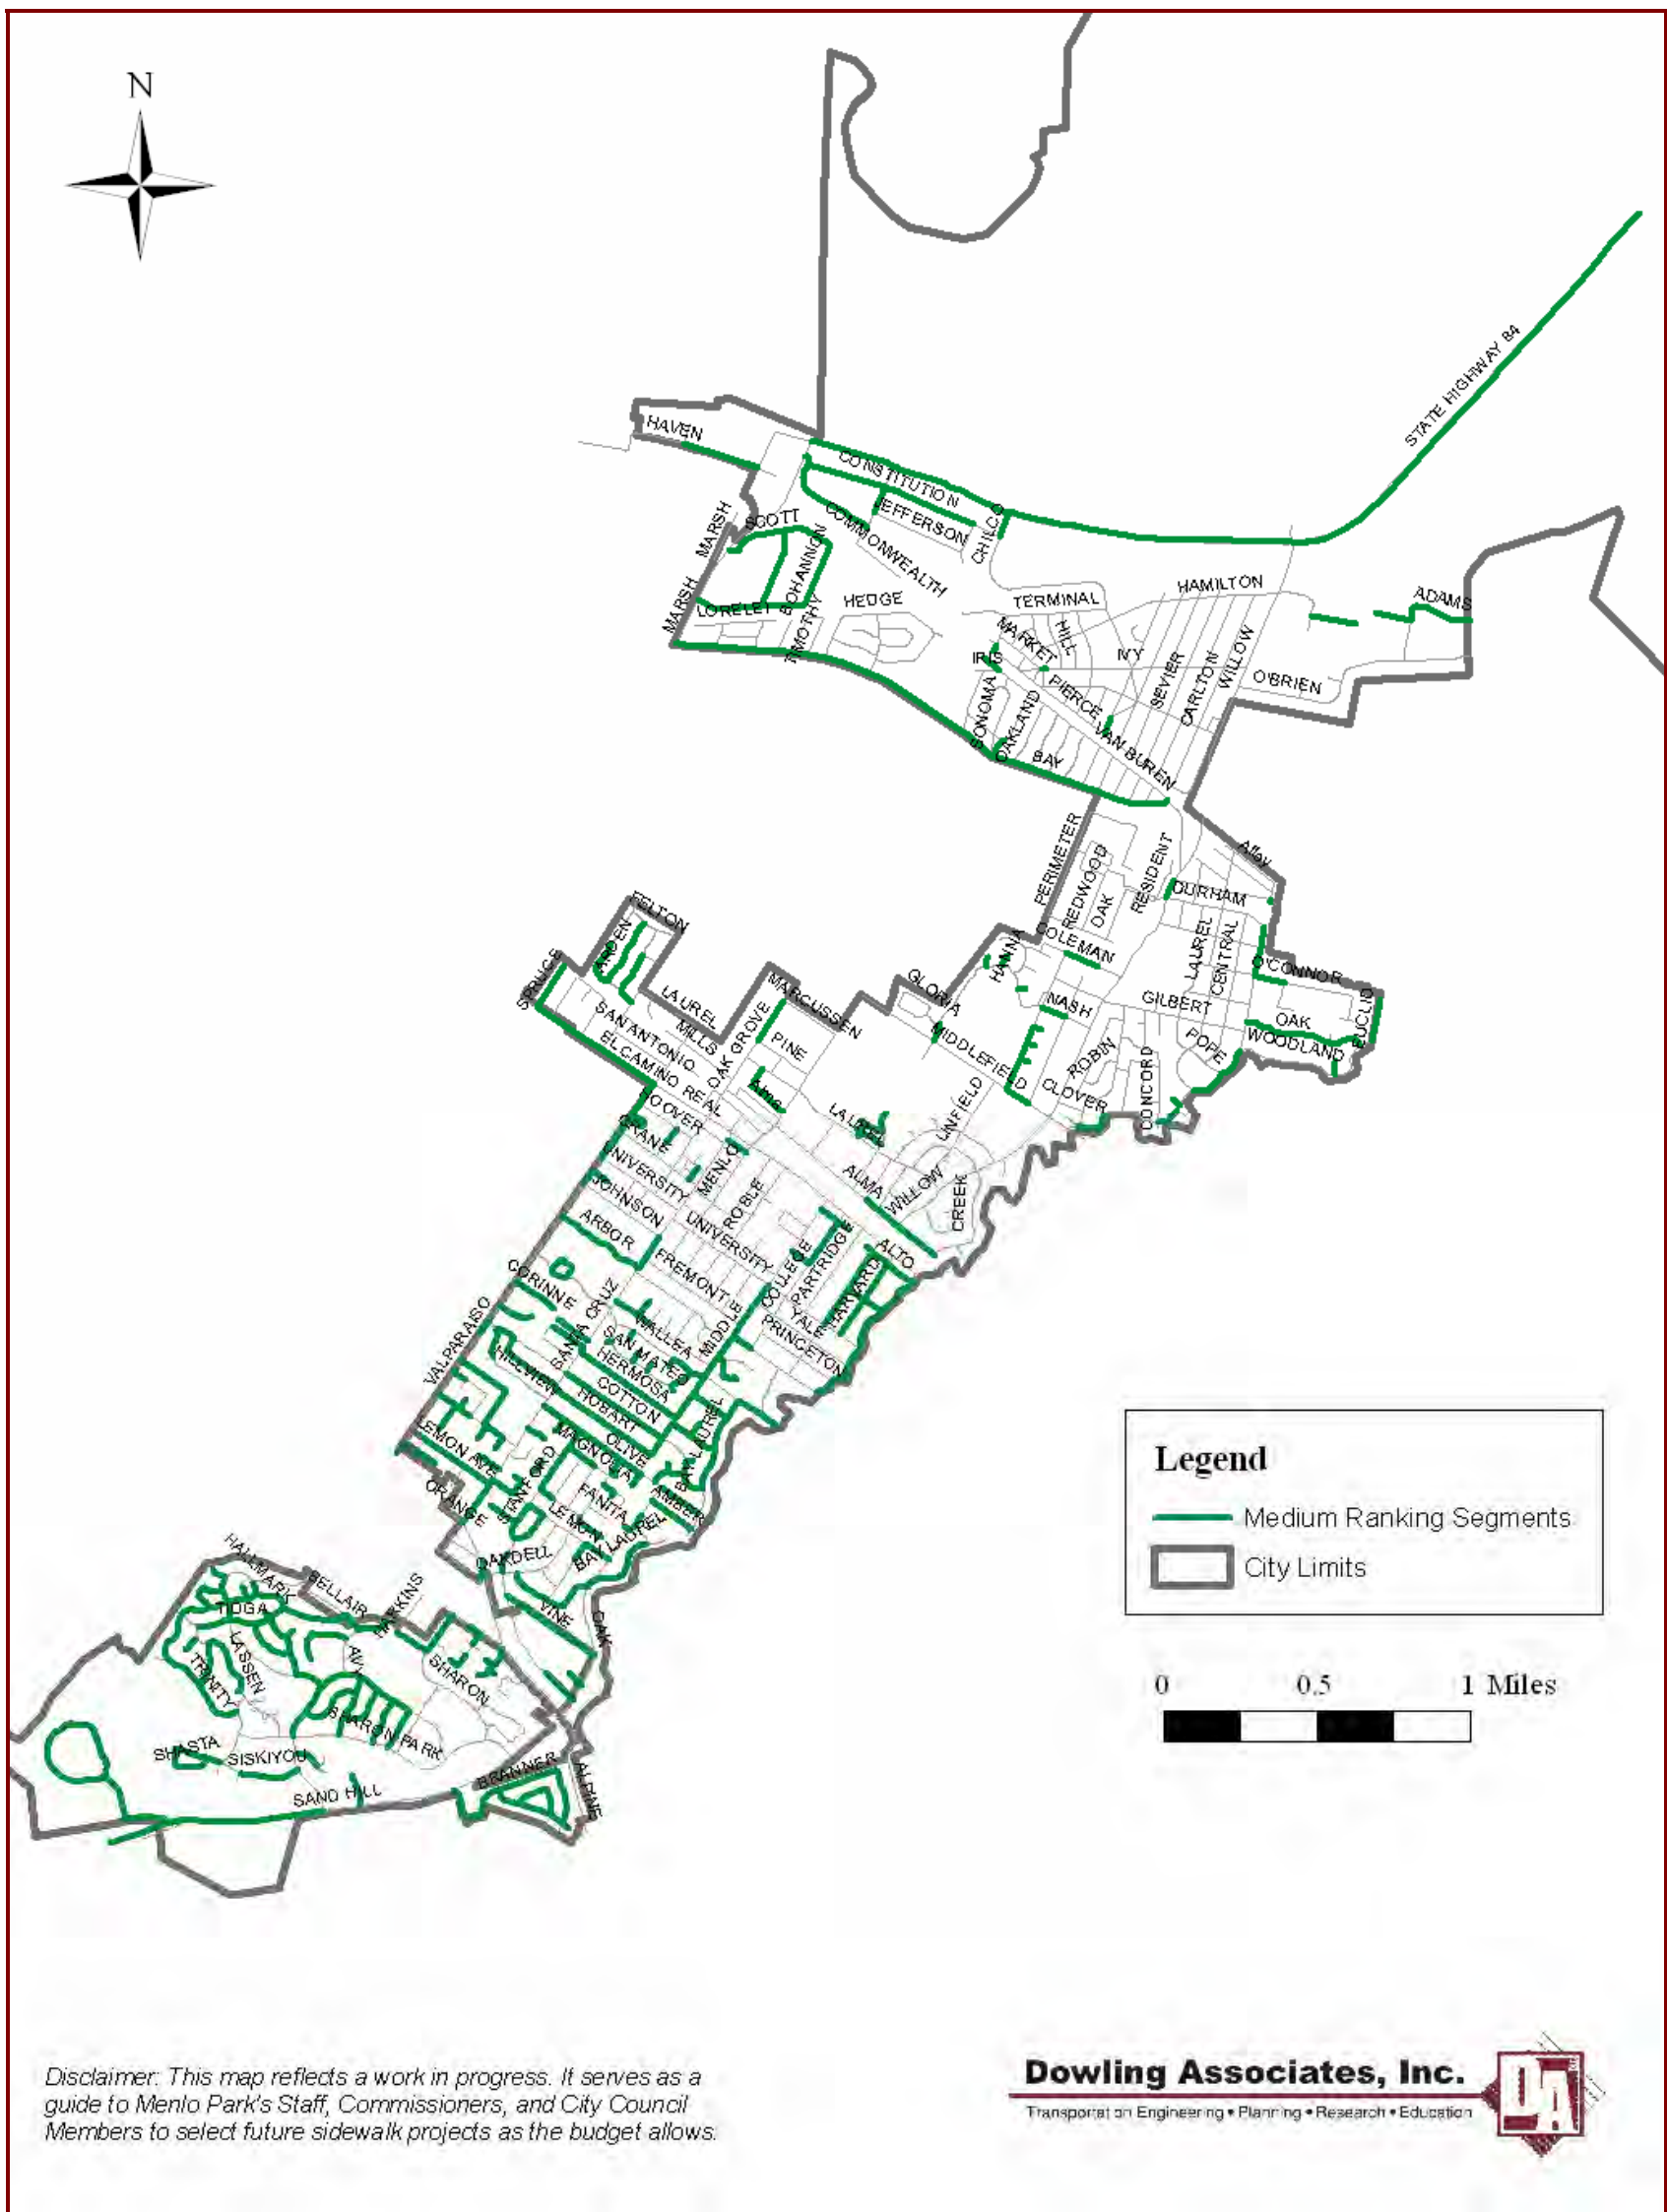 N
STATE HIGHWAY 84
HAVEN
CONSTITUTION
JEFFERSON
CHILCO
COMMONWEALTH
SCOTT
MARSH
BOHANNON
MARSH
LORELEI
TIMOTHY
HEDGE
TERMINAL
HAMILTON
ADAMS
MARKET
HILL
IVY
IRIS
PIERCE
SEVIER
CARLTON
WILLOW
O'BRIEN
SONOMA
OAKLAND
VAN BUREN
BAY
PERIMETER
REDWOOD
OAK
RESIDENT
Alley
DURHAM
COLEMAN
LAUREL
CENTRAL
O'CONNOR
HANNA
FELTON
ARDEN
SPRUCE
LAUREL
MILLS
MARCUSSEN
GLORIA
NASH
GILBERT
OAK
EUCLID
WOODLAND
SAN ANTONIO
OAK GROVE
PINE
MIDDLEFIELD
ROBIN
POPE
CONCORD
CLOVER
EL CAMINO REAL
HOOVER
Alma
LAUREL
LINFIELD
CRANE
UNIVERSITY
MENLO
ALMA
WILLOW
CREEK
JOHNSON
ROBLE
ARBOR
UNIVERSITY
COLLEGE
PARTRIDGE
ALTO
FREMONT
HARVARD
CORINNE
SANTA CRUZ
WALLEA
MIDDLE
YALE
PRINCETON
VALPARAISO
SAN MATEO
HERMOSA
HILLVIEW
COTTON
HOBART
OLIVE
MAGNOLIA
BAY LAUREL
LEMON AVE
STANFORD
FANITA
AMBER
ORANGE
LEMON
BAY LAUREL
OAKDELL
HALLMARK
BELLAIR
HARKINS
VINE
OAK
TIOGA
LASSEN
TRINITY
AVY
SHARON
SHARON PARK
SHASTA
SISKIYOU
SAND HILL
BRANNER
ALPINE
Legend
Medium Ranking Segments
City Limits
0 0.5 1 Miles
Disclaimer: This map reflects a work in progress. It serves as a
guide to Menlo Park's Staff, Commissioners, and City Council
Members to select future sidewalk projects as the budget allows.
Dowling Associates, Inc.
Transportation Engineering • Planning • Research • Education
DA